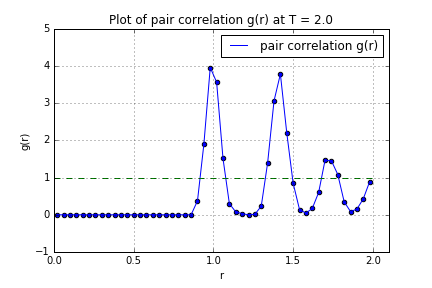 Plot of pair correlation g(r) at T = 2.0
pair correlation g(r)
g(r)
5
4
3
2
1
0
−1
0.0 0.5 1.0 1.5 2.0
r